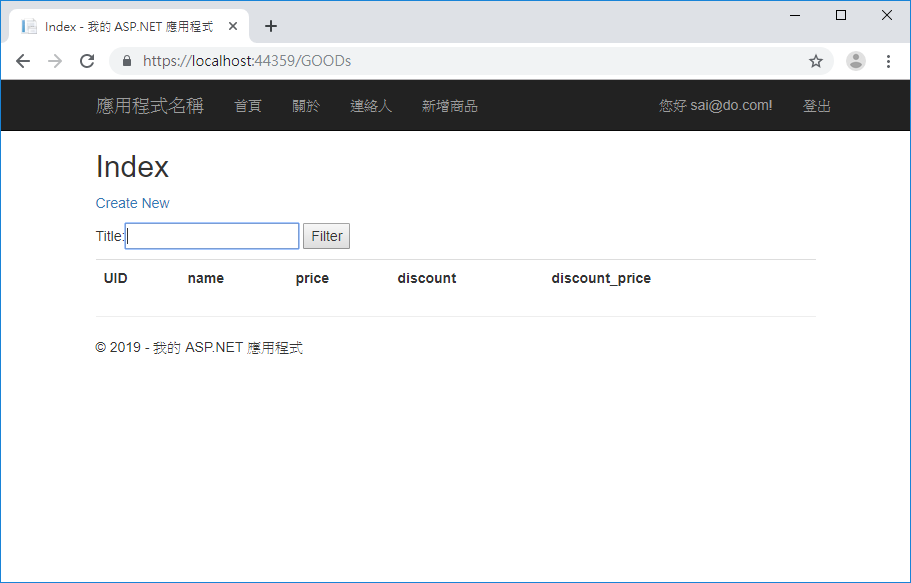 Index - 我的 ASP.NET 應用程式
https://localhost:44359/GOODs
應用程式名稱 首頁 關於 連絡人 新增商品 您好 sai@do.com! 登出
Index
Create New
Title: Filter
UID name price discount discount_price
© 2019 - 我的 ASP.NET 應用程式